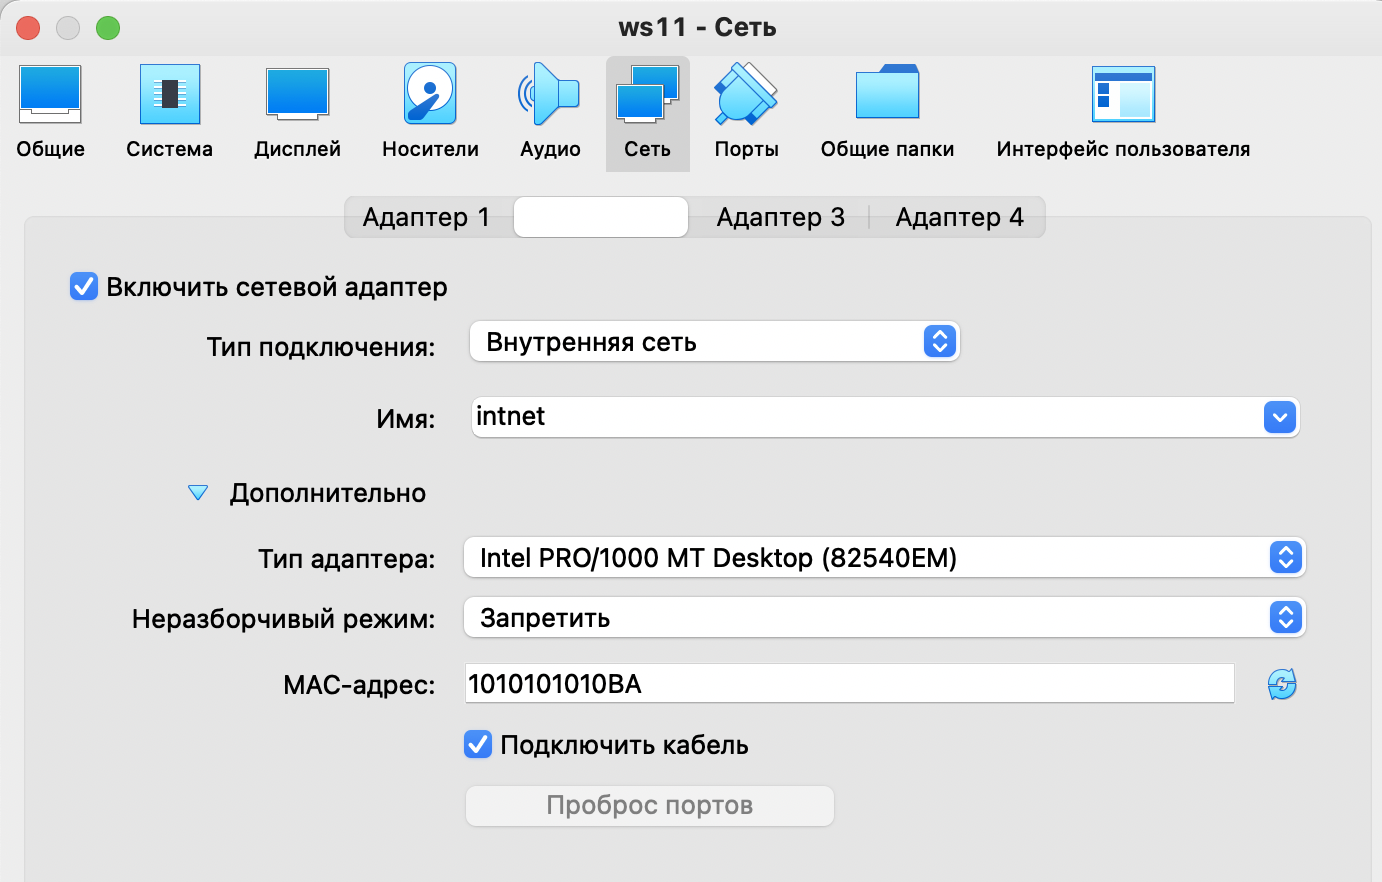 ws11 - Сеть
Общие Система Дисплей Носители Аудио Сеть Порты Общие папки Интерфейс пользователя
Адаптер 1 Адаптер 3 Адаптер 4
Включить сетевой адаптер
Тип подключения: Внутренняя сеть
Имя: intnet
Дополнительно
Тип адаптера: Intel PRO/1000 MT Desktop (82540EM)
Неразборчивый режим: Запретить
MAC-адрес: 1010101010BA
Подключить кабель
Проброс портов